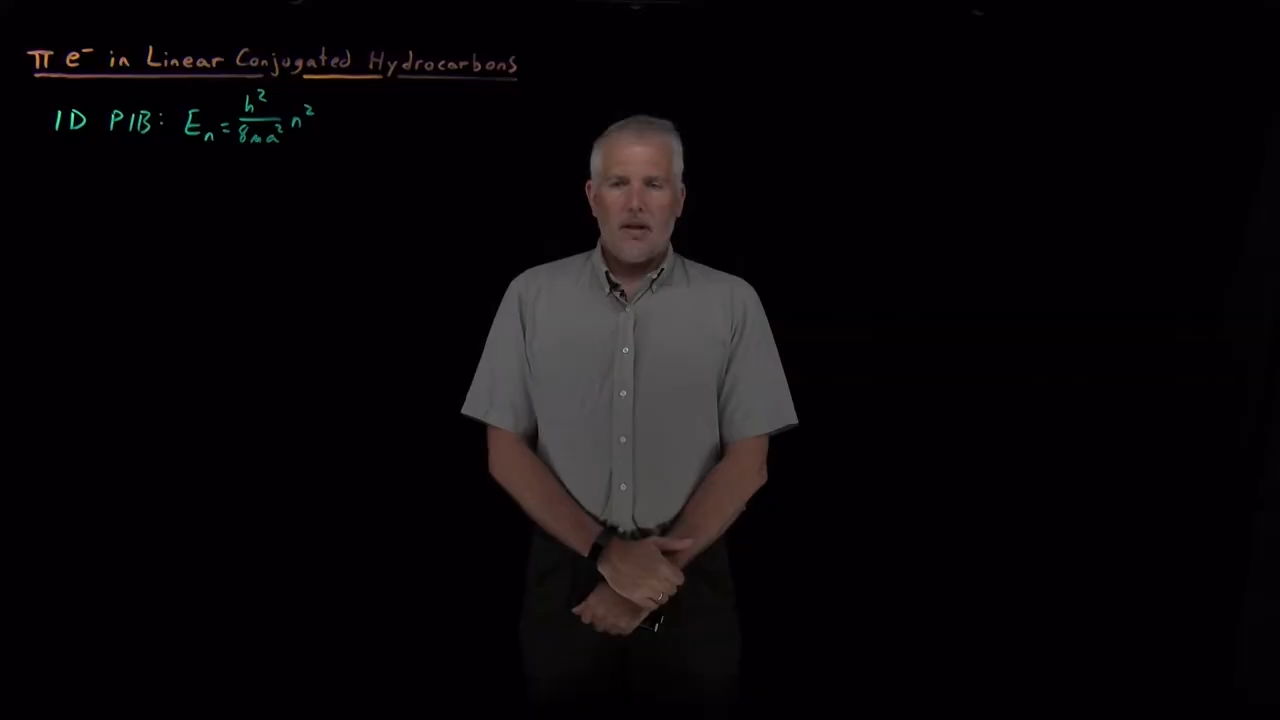 π e⁻ in Linear Conjugated Hydrocarbons
1D PIB: Eₙ = h²/8ma² n²